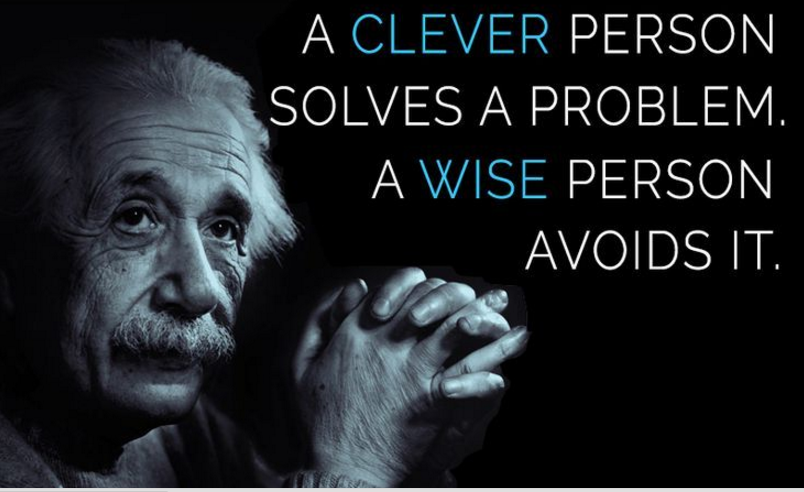 A CLEVER PERSON
SOLVES A PROBLEM.
A WISE PERSON
AVOIDS IT.